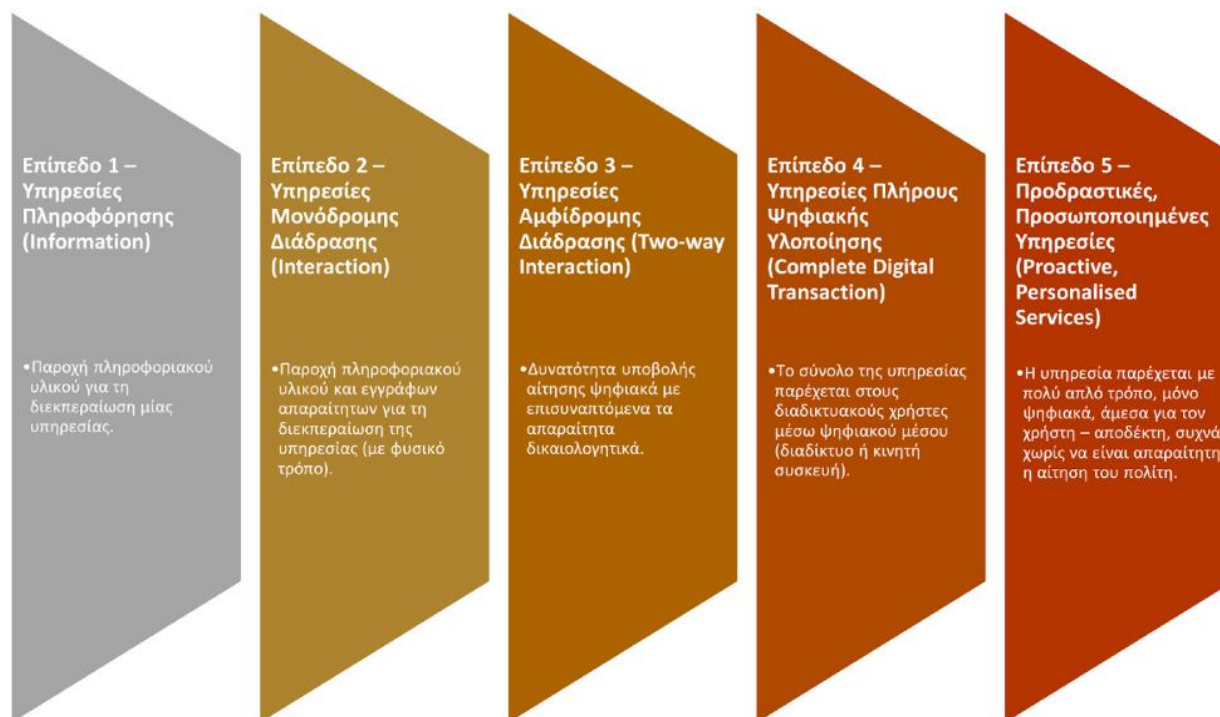 Επίπεδο 1 –
Υπηρεσίες
Πληροφόρησης
(Information)
•Παροχή πληροφοριακού
υλικού για τη
διεκπεραίωση μίας
υπηρεσίας.
Επίπεδο 2 –
Υπηρεσίες
Μονόδρομης
Διάδρασης
(Interaction)
•Παροχή πληροφοριακού
υλικού και εγγράφων
απαραίτητων για τη
διεκπεραίωση της
υπηρεσίας (με φυσικό
τρόπο).
Επίπεδο 3 –
Υπηρεσίες
Αμφίδρομης
Διάδρασης (Two-way
Interaction)
•Δυνατότητα υποβολής
αίτησης ψηφιακά με
επισυναπτόμενα τα
απαραίτητα
δικαιολογητικά.
Επίπεδο 4 –
Υπηρεσίες Πλήρους
Ψηφιακής
Υλοποίησης
(Complete Digital
Transaction)
•Το σύνολο της υπηρεσίας
παρέχεται στους
διαδικτυακούς χρήστες
μέσω ψηφιακού μέσου
(διαδίκτυο ή κινητή
συσκευή).
Επίπεδο 5 –
Προδραστικές,
Προσωποποιημένες
Υπηρεσίες
(Proactive,
Personalised
Services)
•Η υπηρεσία παρέχεται με
πολύ απλό τρόπο, μόνο
ψηφιακά, άμεσα για τον
χρήστη – αποδέκτη, συχνά
χωρίς να είναι απαραίτητη
η αίτηση του πολίτη.